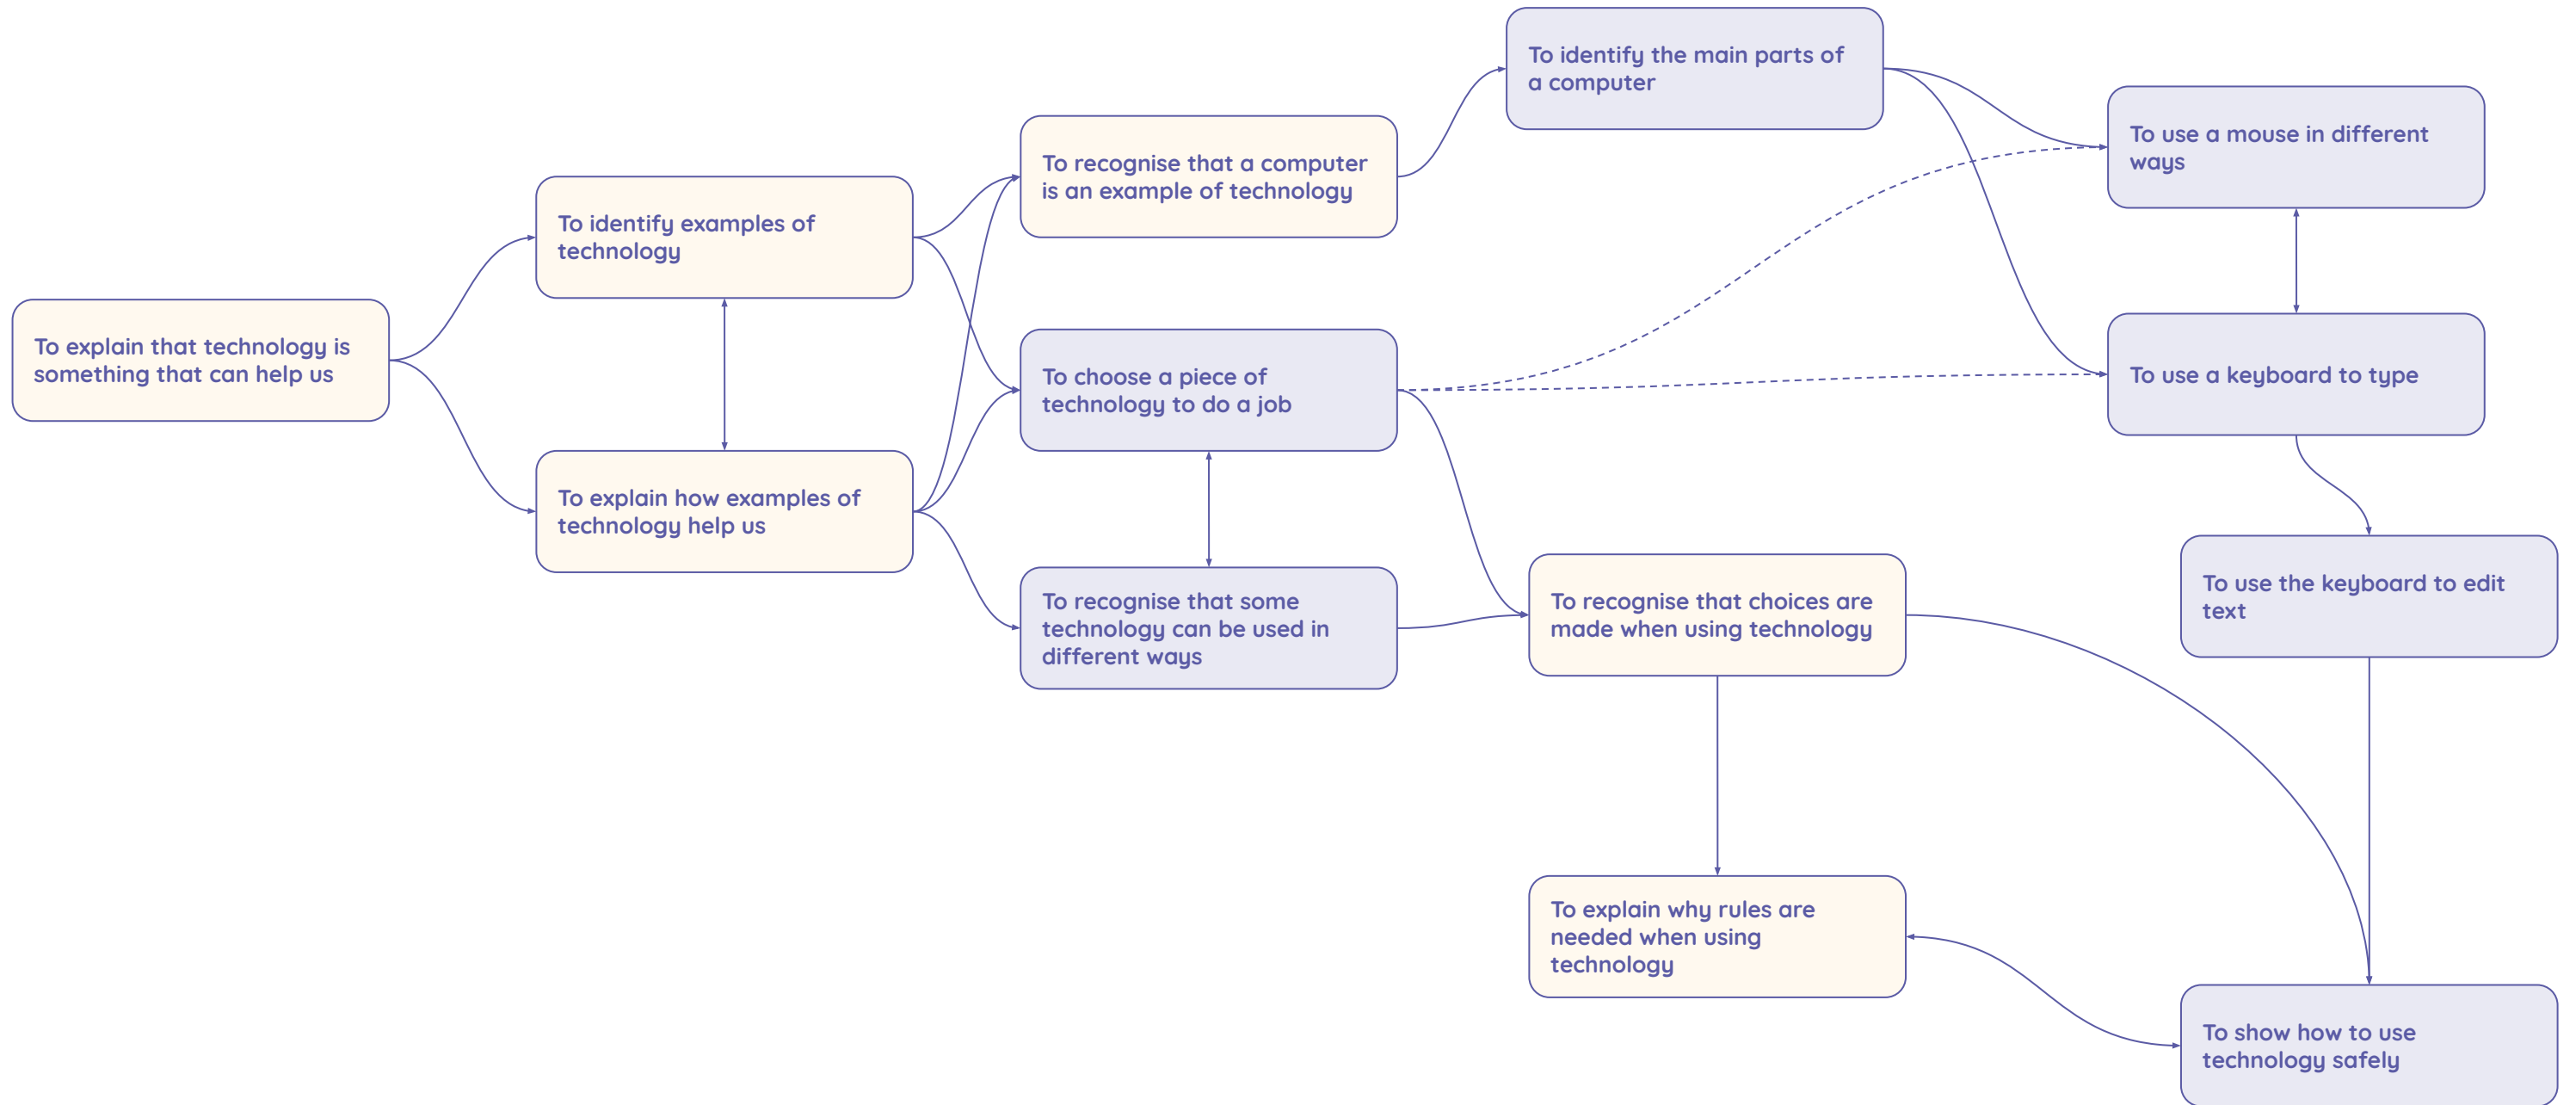 To explain that technology is
something that can help us
To identify examples of
technology
To explain how examples of
technology help us
To recognise that a computer
is an example of technology
To choose a piece of
technology to do a job
To recognise that some
technology can be used in
different ways
To identify the main parts of
a computer
To recognise that choices are
made when using technology
To explain why rules are
needed when using
technology
To use a mouse in different
ways
To use a keyboard to type
To use the keyboard to edit
text
To show how to use
technology safely